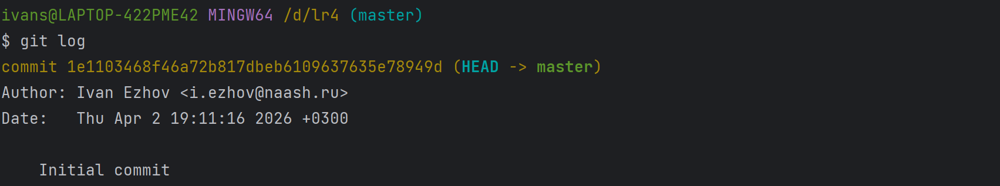 ivans@LAPTOP-422PME42 MINGW64 /d/lr4 (master)
$ git log
commit 1e1103468f46a72b817dbeb6109637635e78949d (HEAD -> master)
Author: Ivan Ezhov <i.ezhov@naash.ru>
Date:   Thu Apr 2 19:11:16 2026 +0300

    Initial commit